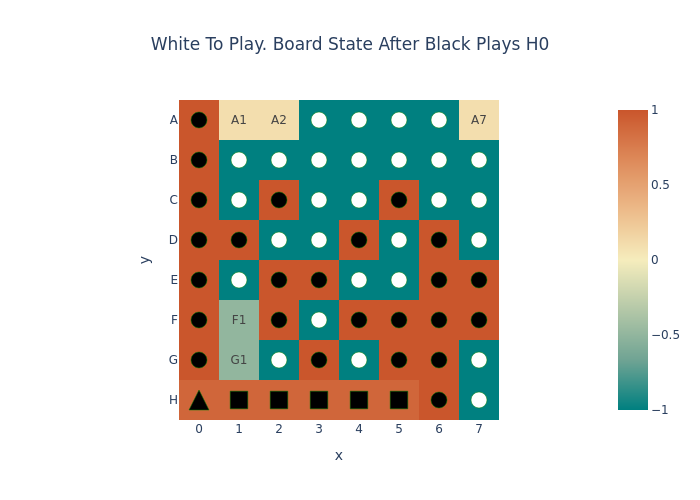 White To Play. Board State After Black Plays H0
A A1 A2 A7
B
C
D
E
F F1
G G1
H
0 1 2 3 4 5 6 7
x
y
1
0.5
0
−0.5
−1